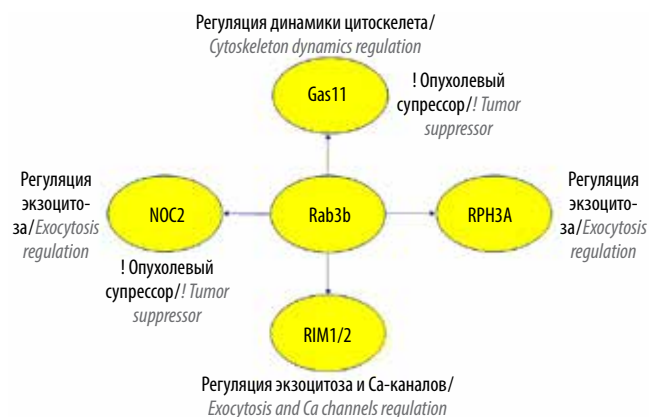 Регуляция динамики цитоскелета/
Cytoskeleton dynamics regulation
Gas11
! Опухолевый
супрессор/! Tumor
suppressor
Регуляция
экзоцито-
за/Exocytosis
regulation
NOC2
! Опухолевый
супрессор/! Tumor
suppressor
Rab3b
RPH3A
Регуляция
экзоцито-
за/Exocytosis
regulation
RIM1/2
Регуляция экзоцитоза и Ca-каналов/
Exocytosis and Ca channels regulation